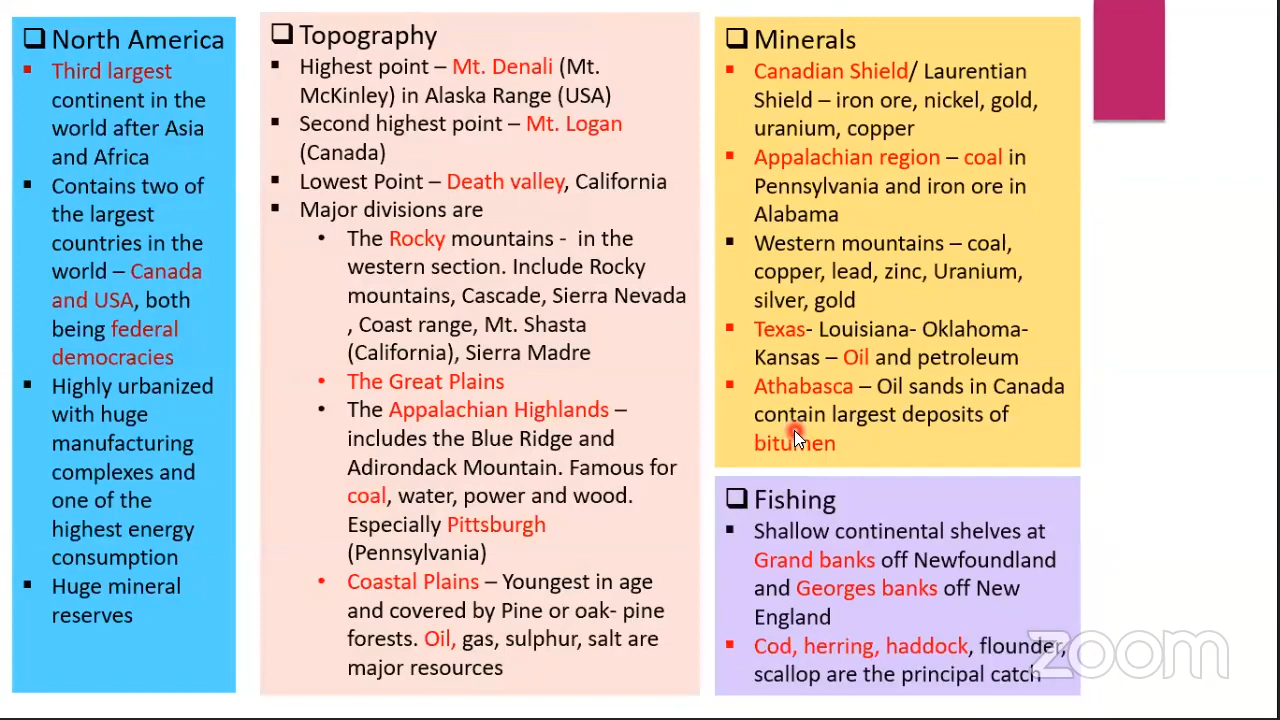 North America
Third largest
continent in the
world after Asia
and Africa
Contains two of
the largest
countries in the
world – Canada
and USA, both
being federal
democracies
Highly urbanized
with huge
manufacturing
complexes and
one of the
highest energy
consumption
Huge mineral
reserves
Topography
Highest point – Mt. Denali (Mt.
McKinley) in Alaska Range (USA)
Second highest point – Mt. Logan
(Canada)
Lowest Point – Death valley, California
Major divisions are
The Rocky mountains - in the
western section. Include Rocky
mountains, Cascade, Sierra Nevada
, Coast range, Mt. Shasta
(California), Sierra Madre
The Great Plains
The Appalachian Highlands –
includes the Blue Ridge and
Adirondack Mountain. Famous for
coal, water, power and wood.
Especially Pittsburgh
(Pennsylvania)
Coastal Plains – Youngest in age
and covered by Pine or oak- pine
forests. Oil, gas, sulphur, salt are
major resources
Minerals
Canadian Shield/ Laurentian
Shield – iron ore, nickel, gold,
uranium, copper
Appalachian region – coal in
Pennsylvania and iron ore in
Alabama
Western mountains – coal,
copper, lead, zinc, Uranium,
silver, gold
Texas- Louisiana- Oklahoma-
Kansas – Oil and petroleum
Athabasca – Oil sands in Canada
contain largest deposits of
bitumen
Fishing
Shallow continental shelves at
Grand banks off Newfoundland
and Georges banks off New
England
Cod, herring, haddock, flounder,
scallop are the principal catch
zoom